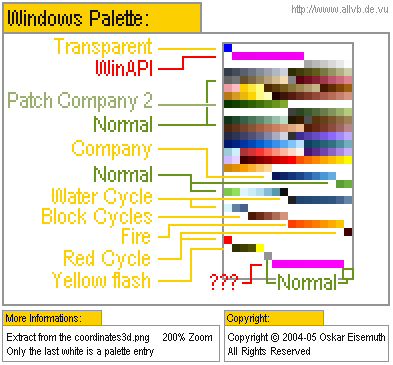 Windows Palette:
http://www.allvb.de.vu
Transparent
WinAPI
Patch Company 2
Normal
Company
Normal
Water Cycle
Block Cycles
Fire
Red Cycle
Yellow flash
???
Normal
More Informations:
Extract from the coordinates3d.png 200% Zoom
Only the last white is a palette entry
Copyright:
Copyright © 2004-05 Oskar Eisemuth
All Rights Reserved